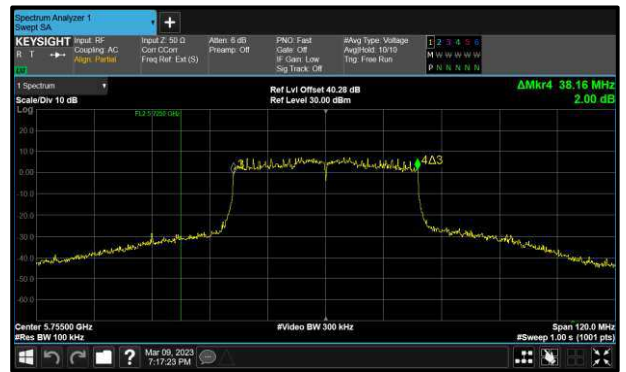 Spectrum Analyzer 1
Swept SA
+
KEYSIGHT Input: RF Input Z: 50 Ω Atten: 6 dB PNO: Fast #Avg Type: Voltage 1 2 3 4 5 6
R T Coupling: AC Corr CCorr Preamp: Off Gate: Off Avg|Hold: 10/10 M W W W W W
Align: Partial Freq Ref: Ext (S) IF Gain: Low Trig: Free Run
Sig Track: Off P N N N N N
1 Spectrum Ref Lvl Offset 40.28 dB ΔMkr4 38.16 MHz
Scale/Div 10 dB Ref Level 30.00 dBm 2.00 dB
Log
FL2 5.7250 GHz
20.0
10.0
3 4Δ3
0.00
-10.0
-20.0
-30.0
-40.0
-50.0
-60.0
Center 5.75500 GHz #Video BW 300 kHz Span 120.0 MHz
#Res BW 100 kHz #Sweep 1.00 s (1001 pts)
? Mar 09, 2023
7:17:23 PM